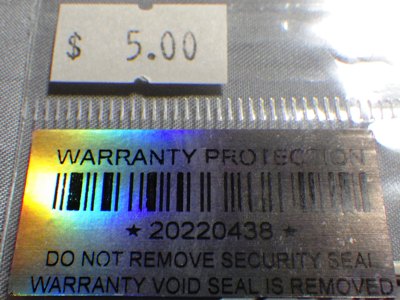 $ 5.00
WARRANTY PROTECTION
★ 20220438 ★
DO NOT REMOVE SECURITY SEAL
WARRANTY VOID SEAL IS REMOVED